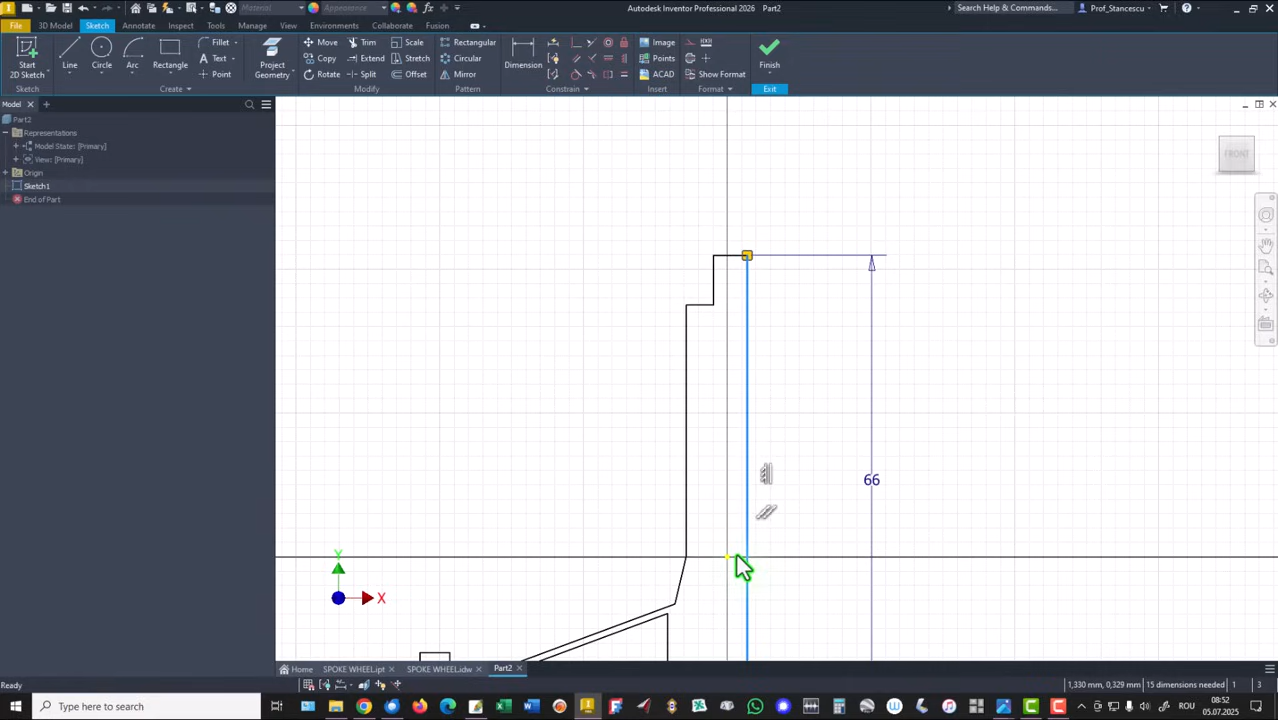 Material
Appearance
Autodesk Inventor Professional 2026 Part2
Search Help & Commands...
Prof_Stancescu
File 3D Model Sketch Annotate Inspect Tools Manage View Environments Collaborate Fusion
Start
2D Sketch
Line
Circle
Arc
Rectangle
Fillet
Text
Point
Project
Geometry
Move
Copy
Rotate
Trim
Extend
Split
Scale
Stretch
Offset
Rectangular
Circular
Mirror
Dimension
Image
Points
ACAD
Show Format
Finish
Sketch Create Modify Pattern Constrain Insert Format Exit
Model
Part2
Representations
Model State: [Primary]
View: [Primary]
Origin
Sketch1
End of Part
FRONT
66
Y
X
Home SPOKE WHEEL.ipt SPOKE WHEEL.idw Part2
Ready
1,330 mm, 0,329 mm 15 dimensions needed 1 3
Type here to search
ROU
08:52
05.07.2025